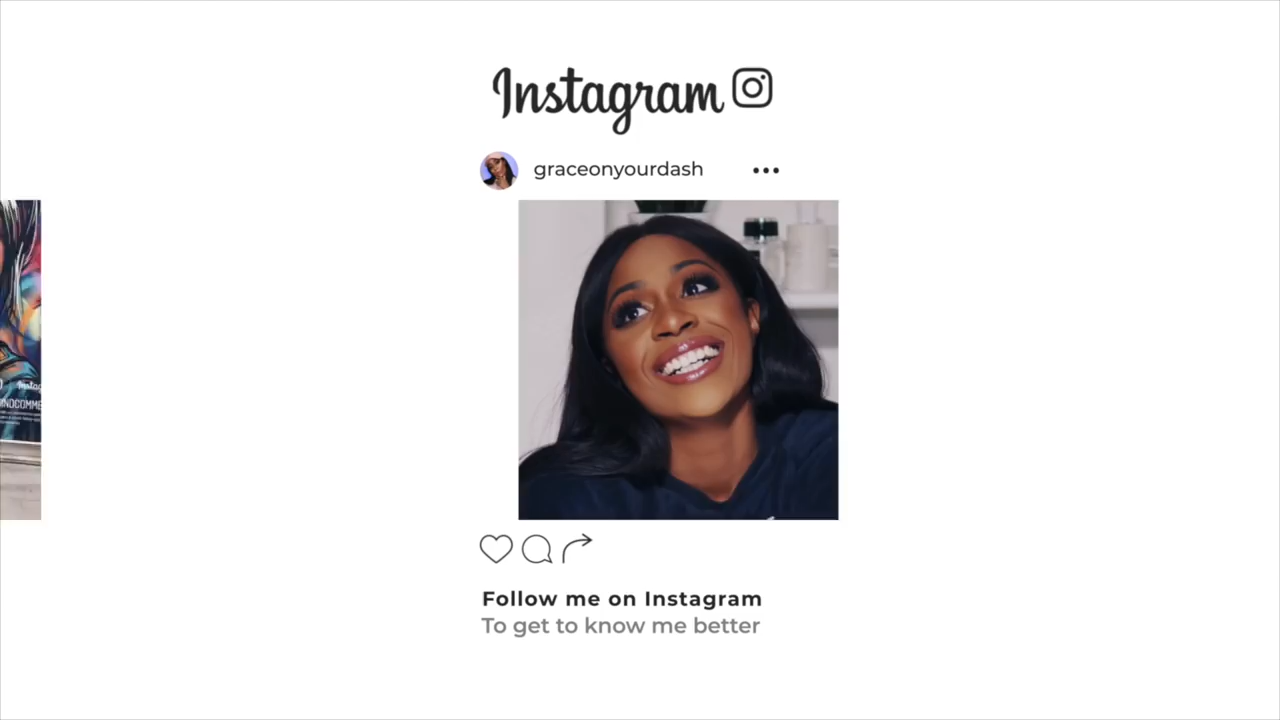 Instagram
graceonyourdash
Follow me on Instagram
To get to know me better